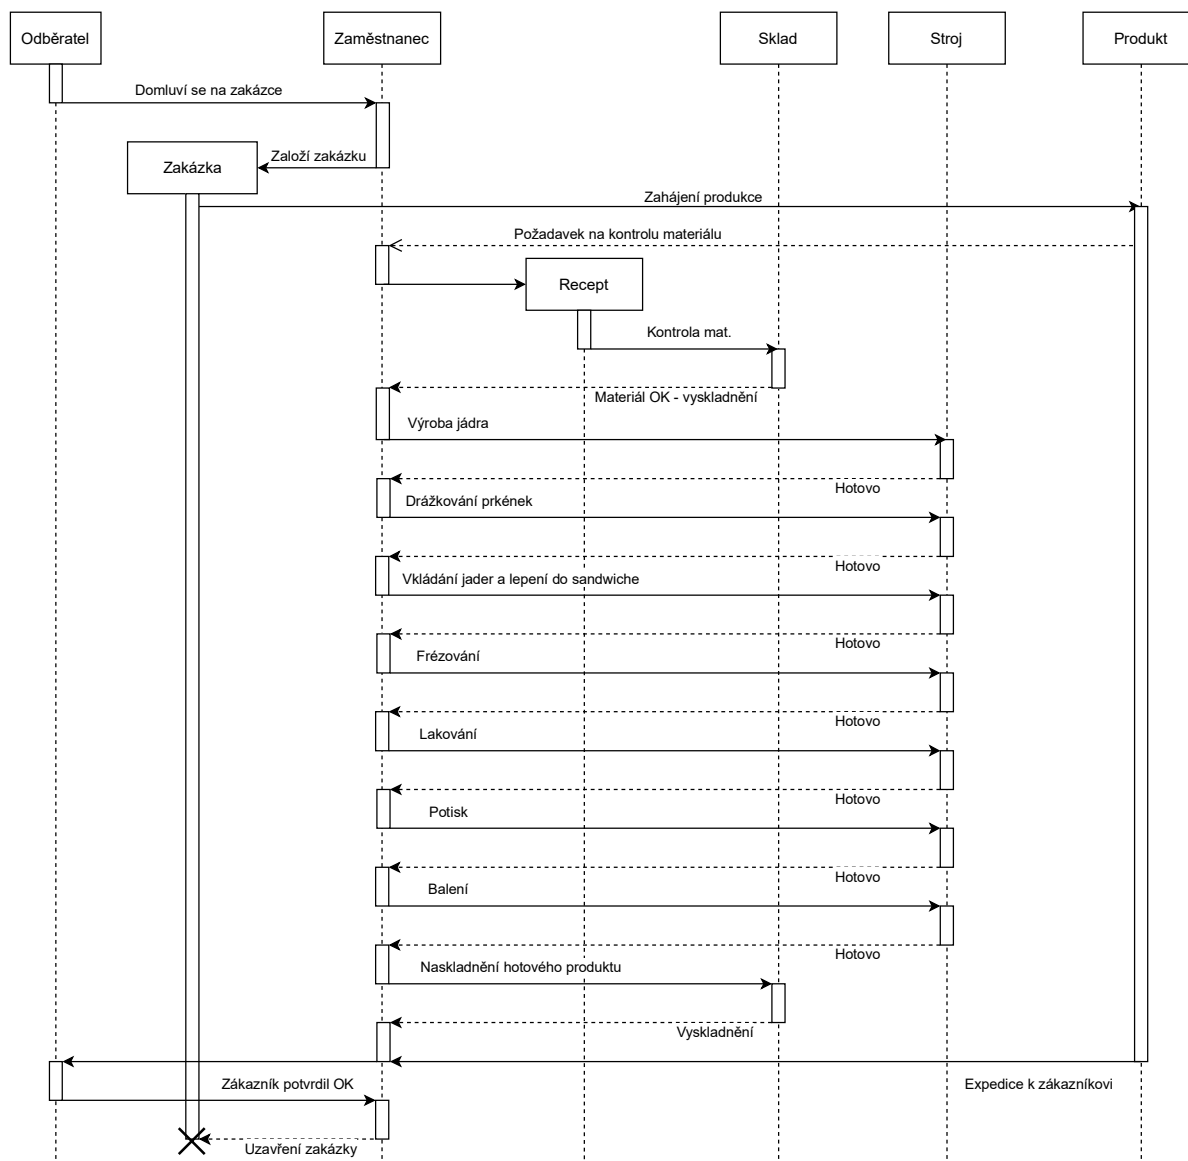 Odběratel
Zaměstnanec
Sklad
Stroj
Produkt
Domluví se na zakázce
Založí zakázku
Zakázka
Zahájení produkce
Požadavek na kontrolu materiálu
Recept
Kontrola mat.
Materiál OK - vyskladnění
Výroba jádra
Hotovo
Drážkování prkének
Hotovo
Vkládání jader a lepení do sandwiche
Hotovo
Frézování
Hotovo
Lakování
Hotovo
Potisk
Hotovo
Balení
Hotovo
Naskladnění hotového produktu
Vyskladnění
Expedice k zákazníkovi
Zákazník potvrdil OK
Uzavření zakázky